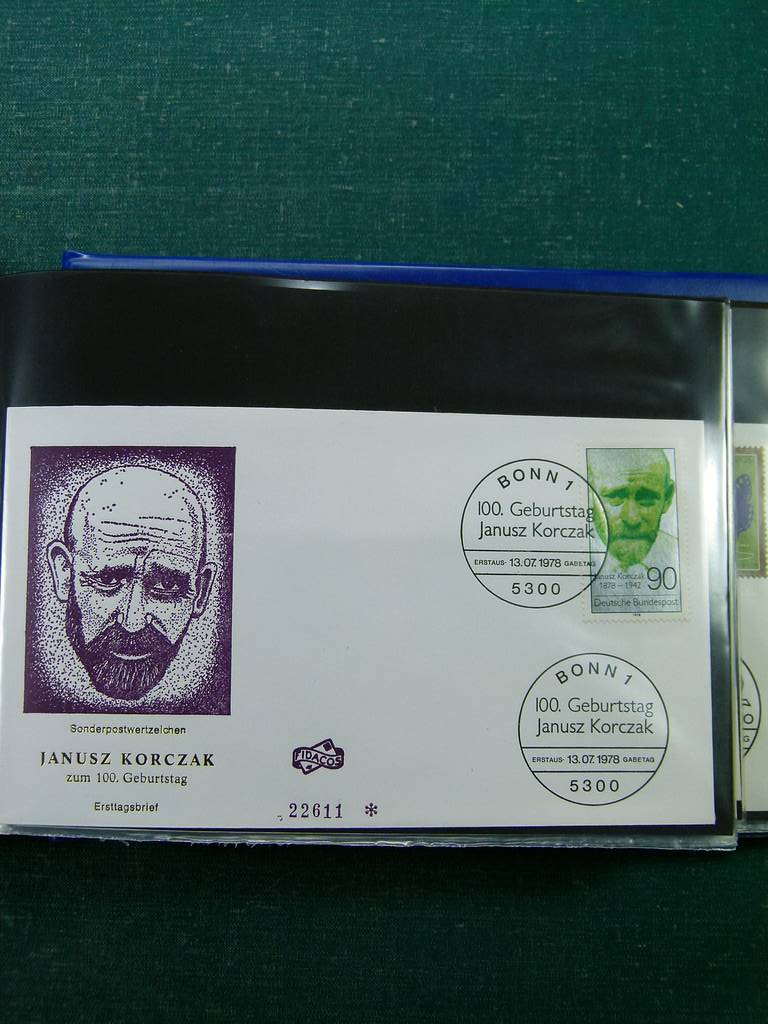 BONN 1
100. Geburtstag
Janusz Korczak
ERSTAUS- 13.07.1978 GABETAG
5300
Janusz Korczak 90
1878 – 1942
Deutsche Bundespost
BONN 1
100. Geburtstag
Janusz Korczak
ERSTAUS- 13.07.1978 GABETAG
5300
Sonderpostwertzeichen
JANUSZ KORCZAK
zum 100. Geburtstag
Ersttagsbrief
FIDACOS
22611 *